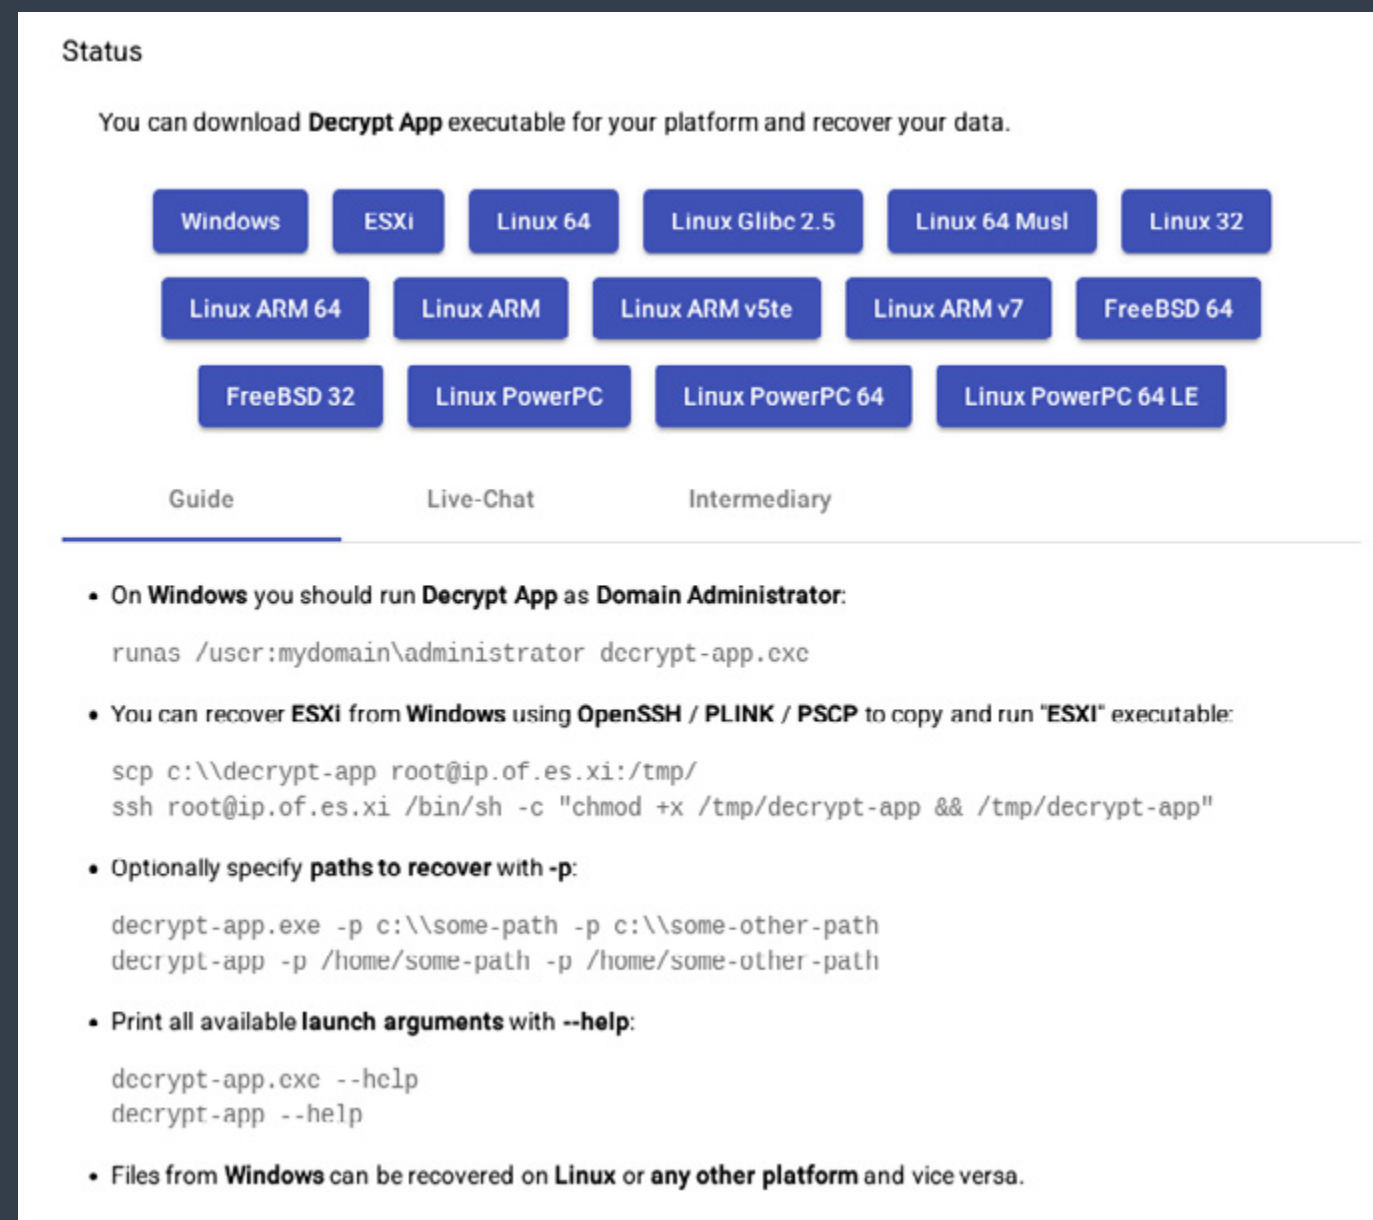 Status
You can download Decrypt App executable for your platform and recover your data.
Windows ESXi Linux 64 Linux Glibc 2.5 Linux 64 Musl Linux 32
Linux ARM 64 Linux ARM Linux ARM v5te Linux ARM v7 FreeBSD 64
FreeBSD 32 Linux PowerPC Linux PowerPC 64 Linux PowerPC 64 LE
Guide Live-Chat Intermediary
• On Windows you should run Decrypt App as Domain Administrator:
runas /user:mydomain\administrator decrypt-app.exe
• You can recover ESXi from Windows using OpenSSH / PLINK / PSCP to copy and run "ESXI" executable:
scp c:\\decrypt-app root@ip.of.es.xi:/tmp/
ssh root@ip.of.es.xi /bin/sh -c "chmod +x /tmp/decrypt-app && /tmp/decrypt-app"
• Optionally specify paths to recover with -p:
decrypt-app.exe -p c:\\some-path -p c:\\some-other-path
decrypt-app -p /home/some-path -p /home/some-other-path
• Print all available launch arguments with --help:
decrypt-app.exe --help
decrypt-app --help
• Files from Windows can be recovered on Linux or any other platform and vice versa.